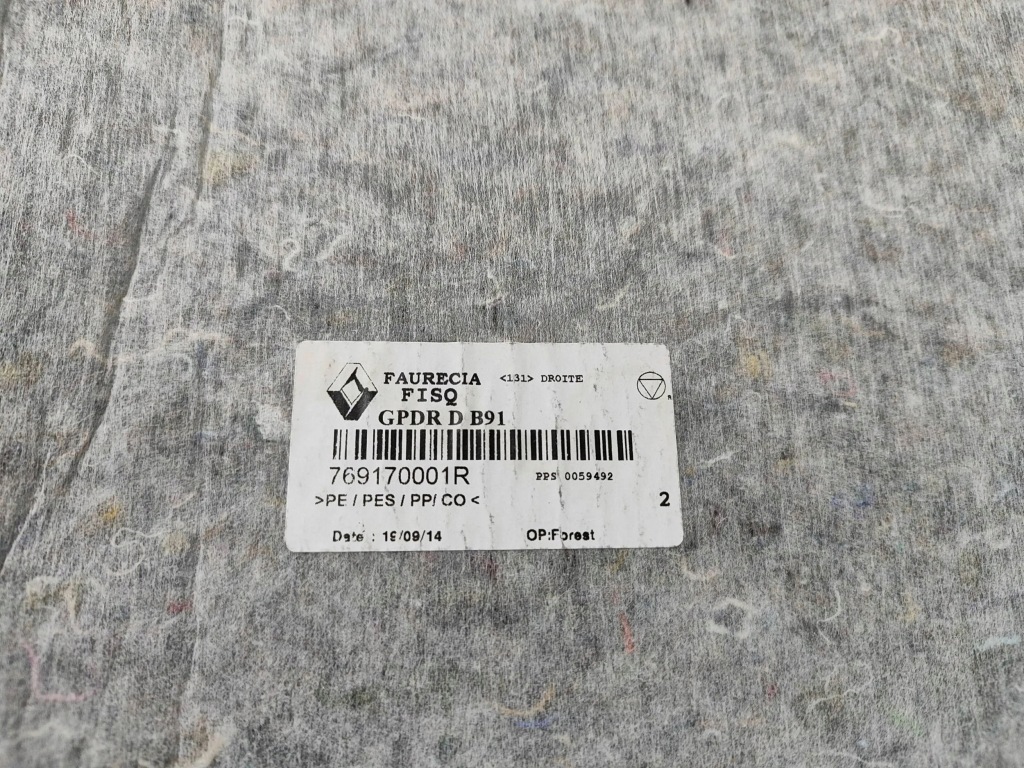 FAURECIA <131> DROITE
FISQ
GPDR D B91
769170001R PPS 0059492
>PE / PES / PP/ CO < 2
Date : 19/09/14 OP:Forest